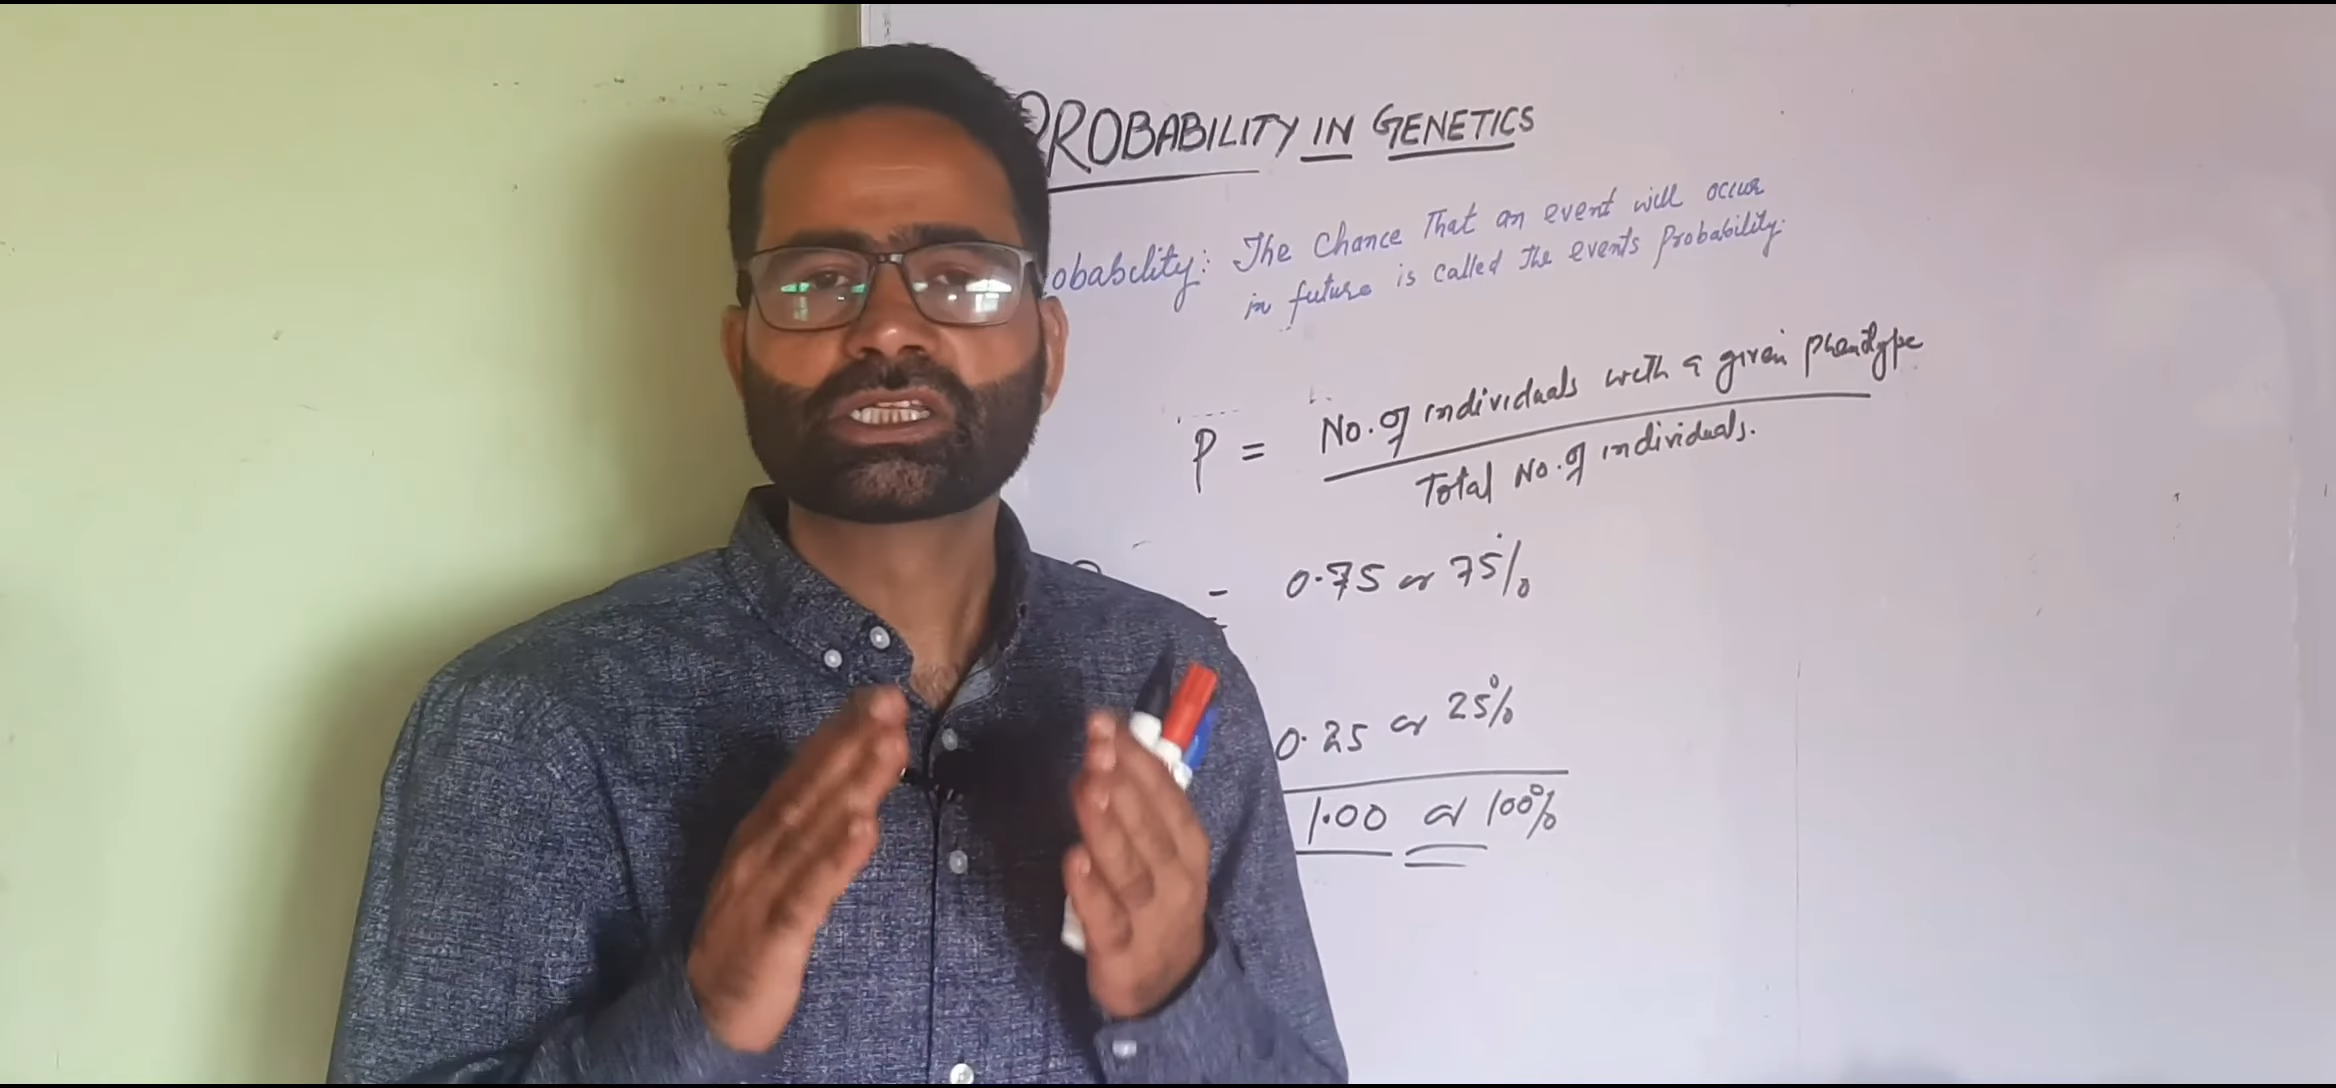 PROBABILITY IN GENETICS
obability: The chance That an event will occur
in future is called the events Probability.
P = No. of individuals with a given phenotype
Total No. of individuals.
= 0.75 or 75%
0.25 or 25%
1.00 or 100%